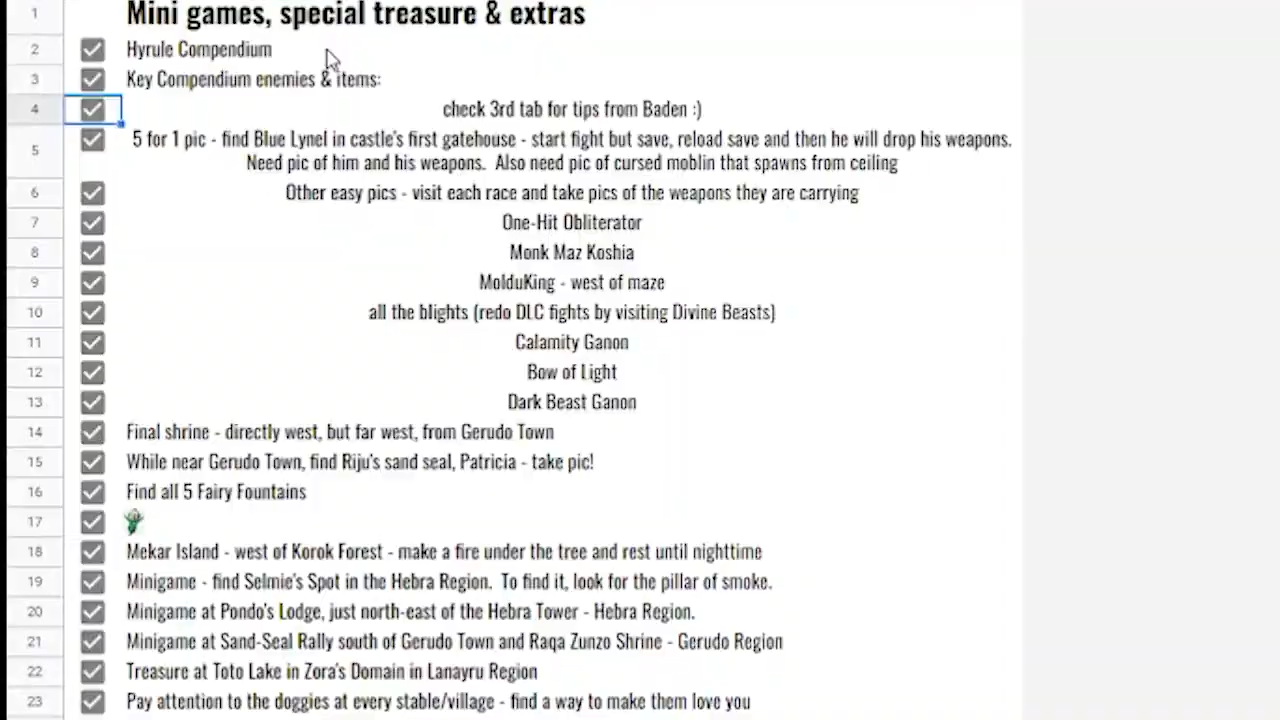 1 Mini games, special treasure & extras
2 Hyrule Compendium
3 Key Compendium enemies & items:
4 check 3rd tab for tips from Baden :)
5 5 for 1 pic - find Blue Lynel in castle's first gatehouse - start fight but save, reload save and then he will drop his weapons.
Need pic of him and his weapons.  Also need pic of cursed moblin that spawns from ceiling
6 Other easy pics - visit each race and take pics of the weapons they are carrying
7 One-Hit Obliterator
8 Monk Maz Koshia
9 MolduKing - west of maze
10 all the blights (redo DLC fights by visiting Divine Beasts)
11 Calamity Ganon
12 Bow of Light
13 Dark Beast Ganon
14 Final shrine - directly west, but far west, from Gerudo Town
15 While near Gerudo Town, find Riju's sand seal, Patricia - take pic!
16 Find all 5 Fairy Fountains
17
18 Mekar Island - west of Korok Forest - make a fire under the tree and rest until nighttime
19 Minigame - find Selmie's Spot in the Hebra Region.  To find it, look for the pillar of smoke.
20 Minigame at Pondo's Lodge, just north-east of the Hebra Tower - Hebra Region.
21 Minigame at Sand-Seal Rally south of Gerudo Town and Raqa Zunzo Shrine - Gerudo Region
22 Treasure at Toto Lake in Zora's Domain in Lanayru Region
23 Pay attention to the doggies at every stable/village - find a way to make them love you